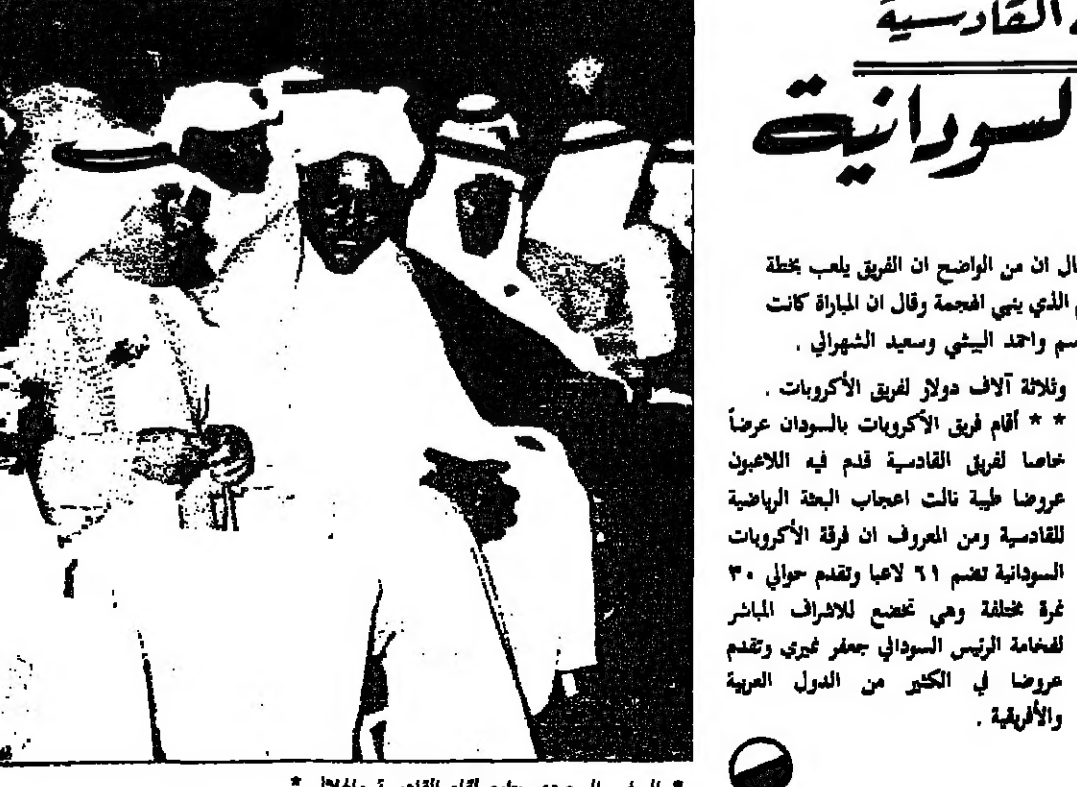 القادسية
لسودانية
ال ان من الواضح ان الفريق يلعب بخطة
الذي ينهي الهجمة وقال ان المباراة كانت
سم واحمد البيشي وسعيد الشهراني .
وثلاثة آلاف دولار لفريق الأكروبات .
* * أقام فريق الأكروبات بالسودان عرضاً
خاصا لفريق القادسية قدم فيه اللاعبون
عروضا طيبة نالت اعجاب البعثة الرياضية
للقادسية ومن المعروف ان فرقة الأكروبات
السودانية تضم ٦١ لاعبا وتقدم حوالي ٣٠
نمرة مختلفة وهي تخضع للاشراف المباشر
لفخامة الرئيس السوداني جعفر نميري وتقدم
عروضا في الكثير من الدول العربية
والأفريقية .